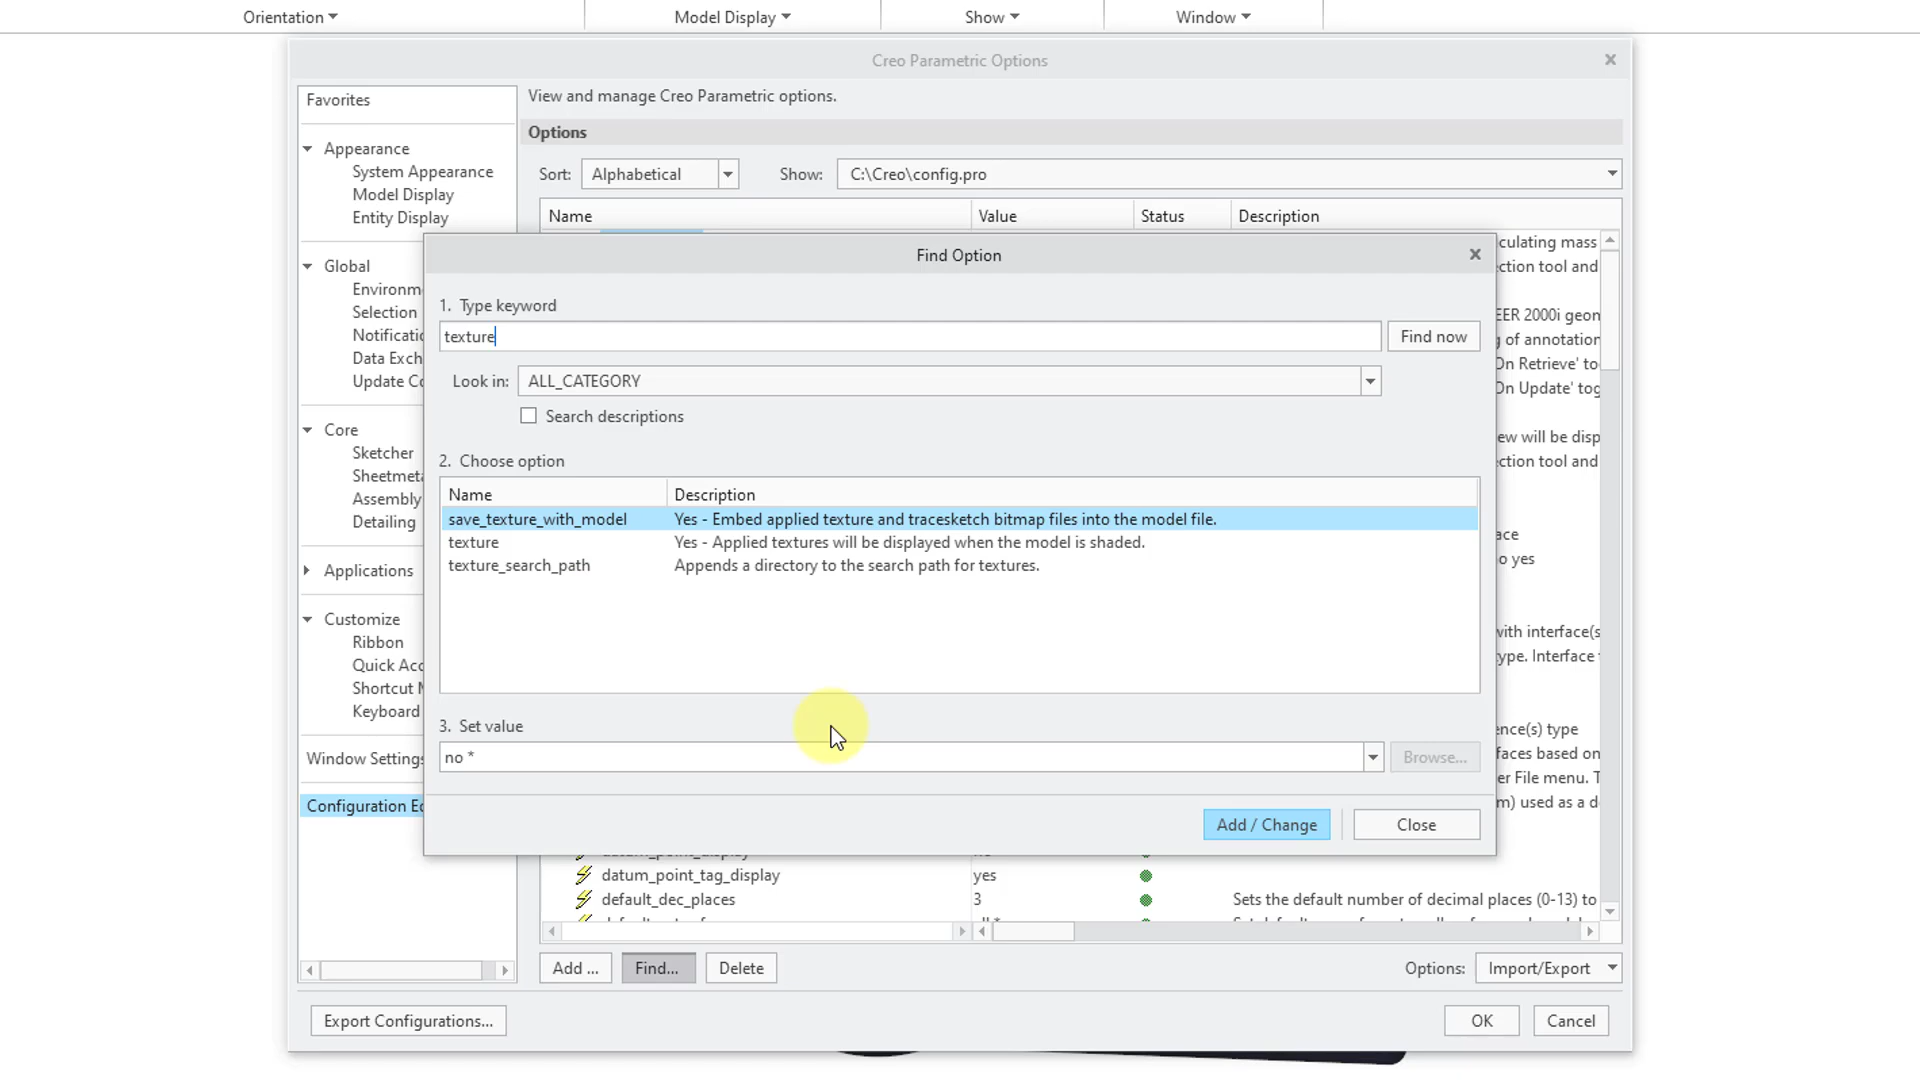 Orientation
Model Display
Show
Window
Creo Parametric Options
Favorites
Appearance
System Appearance
Model Display
Entity Display
Global
Selection
Data Exch
Core
Sketcher
Assembly
Detailing
Applications
Customize
Ribbon
Quick Acc
Shortcut
Keyboard
Window Settings
Configuration Ed
View and manage Creo Parametric options.
Options
Sort: Alphabetical Show: C:\Creo\config.pro
Name Value Status Description
culating mass
ction tool and
EER 2000i geon
g of annotation
On Retrieve' to
On Update' tog
ew will be disp
ction tool and
ace
o yes
with interface(s
ype. Interface
ence(s) type
faces based on
er File menu. T
m) used as a d
Find Option
1. Type keyword
texture Find now
Look in: ALL_CATEGORY
Search descriptions
2. Choose option
Name Description
save_texture_with_model Yes - Embed applied texture and tracesketch bitmap files into the model file.
texture Yes - Applied textures will be displayed when the model is shaded.
texture_search_path Appends a directory to the search path for textures.
3. Set value
no * Browse...
Add / Change Close
datum_point_tag_display yes
default_dec_places 3 Sets the default number of decimal places (0-13) to
Add ... Find... Delete Options: Import/Export
Export Configurations... OK Cancel